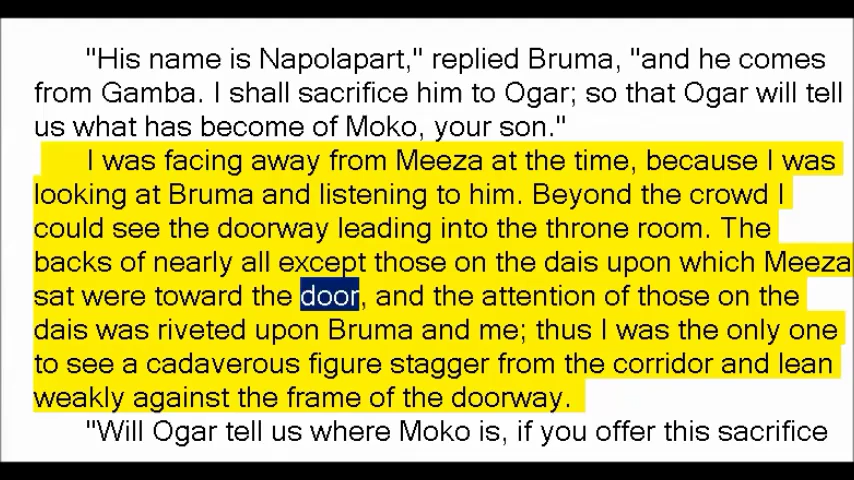 "His name is Napolapart," replied Bruma, "and he comes
from Gamba. I shall sacrifice him to Ogar; so that Ogar will tell
us what has become of Moko, your son."
I was facing away from Meeza at the time, because I was
looking at Bruma and listening to him. Beyond the crowd I
could see the doorway leading into the throne room. The
backs of nearly all except those on the dais upon which Meeza
sat were toward the door, and the attention of those on the
dais was riveted upon Bruma and me; thus I was the only one
to see a cadaverous figure stagger from the corridor and lean
weakly against the frame of the doorway.
"Will Ogar tell us where Moko is, if you offer this sacrifice